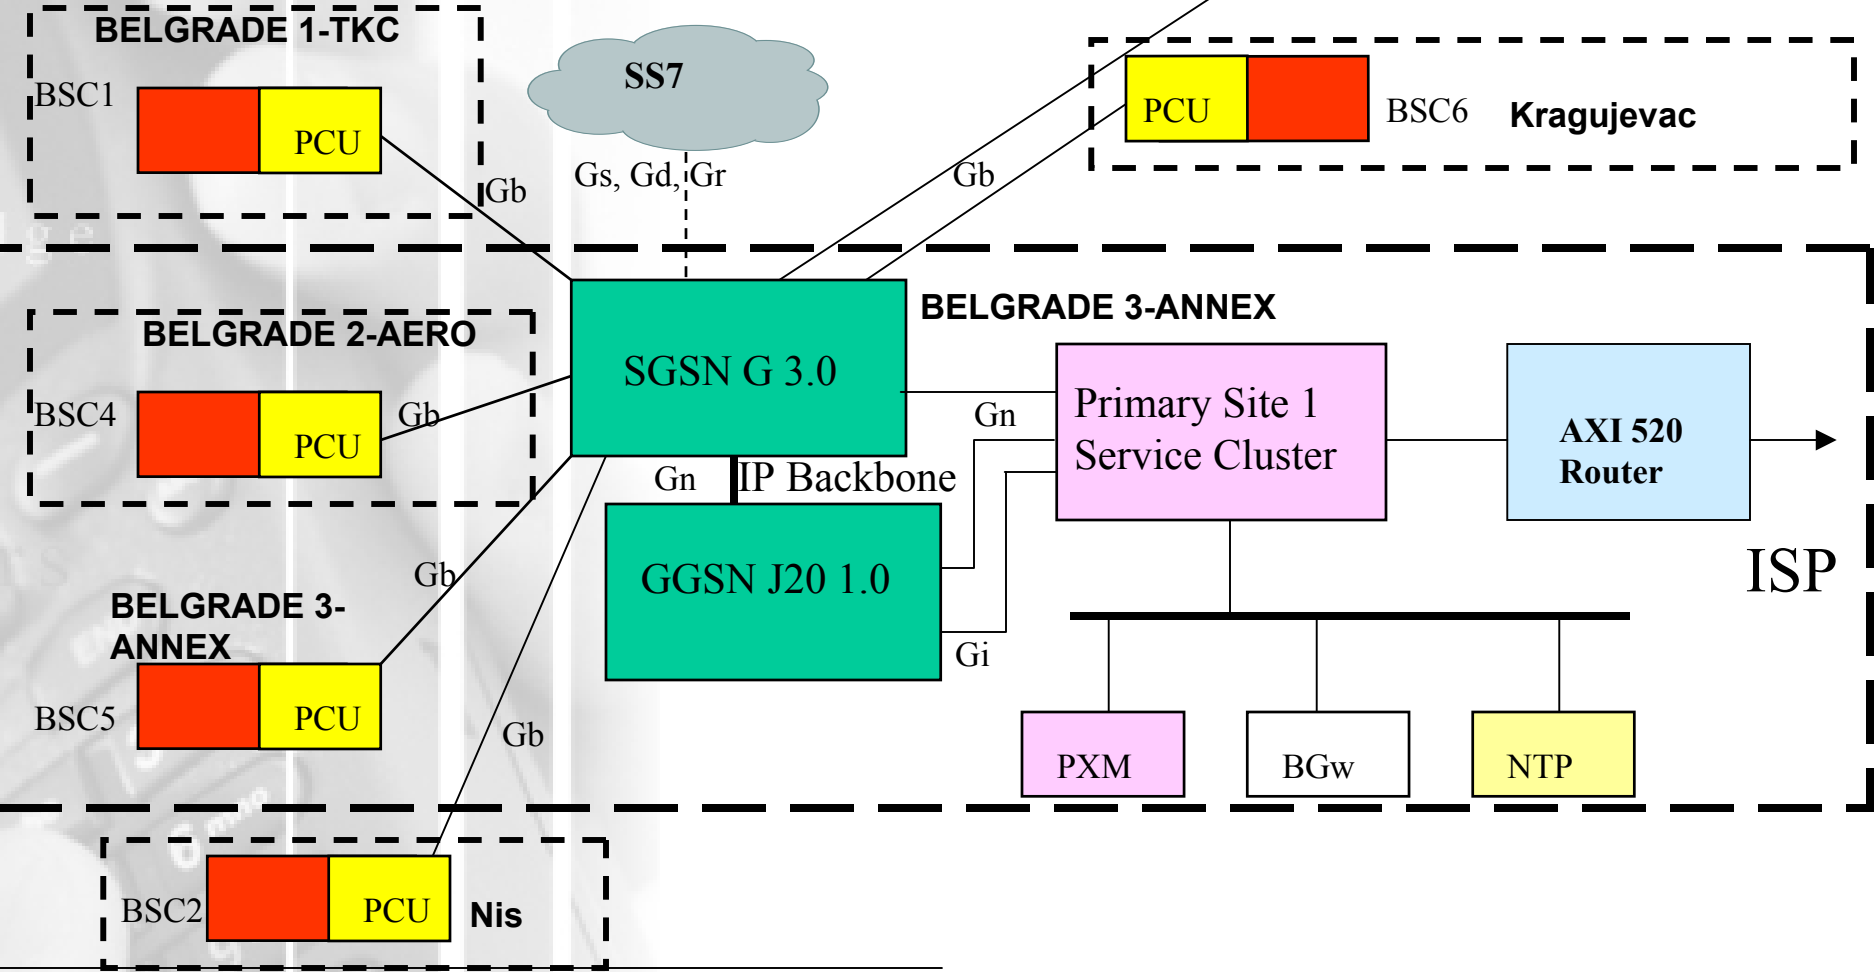 BELGRADE 1-TKC
BSC1
PCU
Gb
SS7
Gs, Gd, Gr
Gb
PCU
BSC6
Kragujevac
BELGRADE 2-AERO
BSC4
PCU
Gb
SGSN G 3.0
BELGRADE 3-ANNEX
Gn
Primary Site 1
Service Cluster
AXI 520
Router
Gn
IP Backbone
GGSN J20 1.0
Gi
ISP
Gb
BELGRADE 3-
ANNEX
BSC5
PCU
Gb
PXM
BGw
NTP
BSC2
PCU
Nis